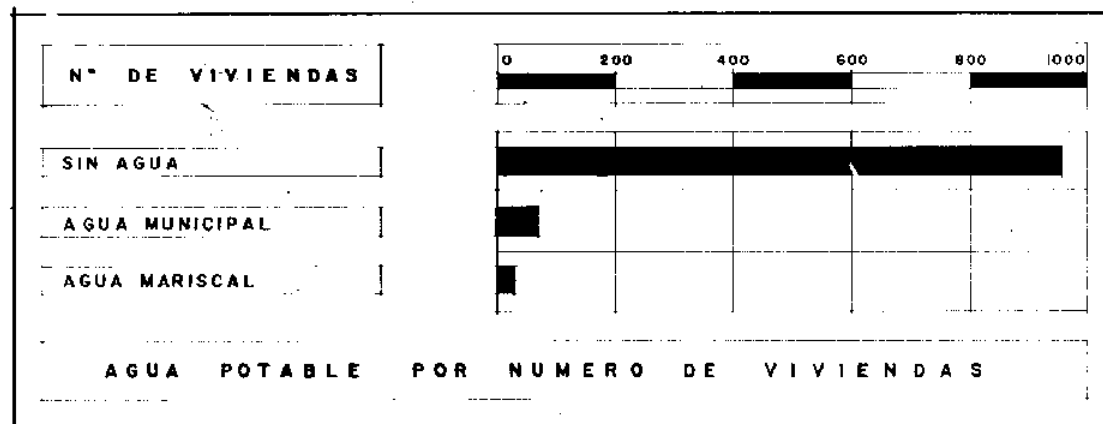 Nº DE VIVIENDAS
0 200 400 600 800 1000
SIN AGUA
AGUA MUNICIPAL
AGUA MARISCAL
AGUA POTABLE POR NUMERO DE VIVIENDAS